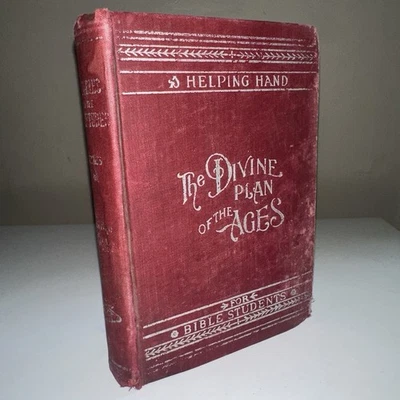 A HELPING HAND
The DIVINE
PLAN
OF THE AGES
FOR
BIBLE STUDENTS